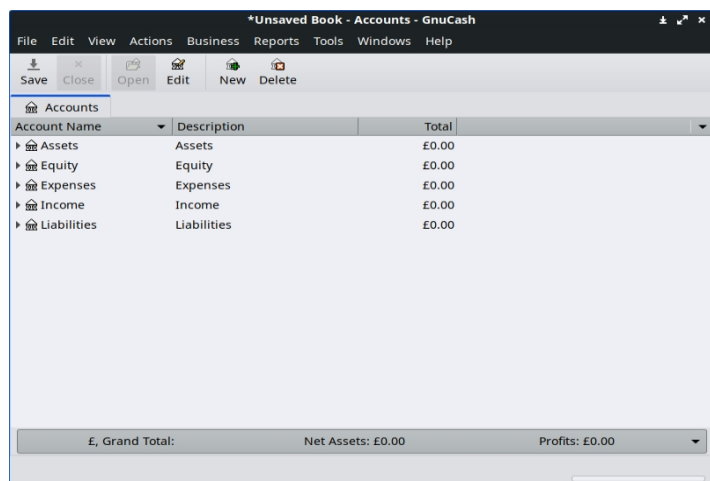 *Unsaved Book - Accounts - GnuCash
File Edit View Actions Business Reports Tools Windows Help
Save Close Open Edit New Delete
Accounts
Account Name Description Total
Assets Assets £0.00
Equity Equity £0.00
Expenses Expenses £0.00
Income Income £0.00
Liabilities Liabilities £0.00
£, Grand Total: Net Assets: £0.00 Profits: £0.00